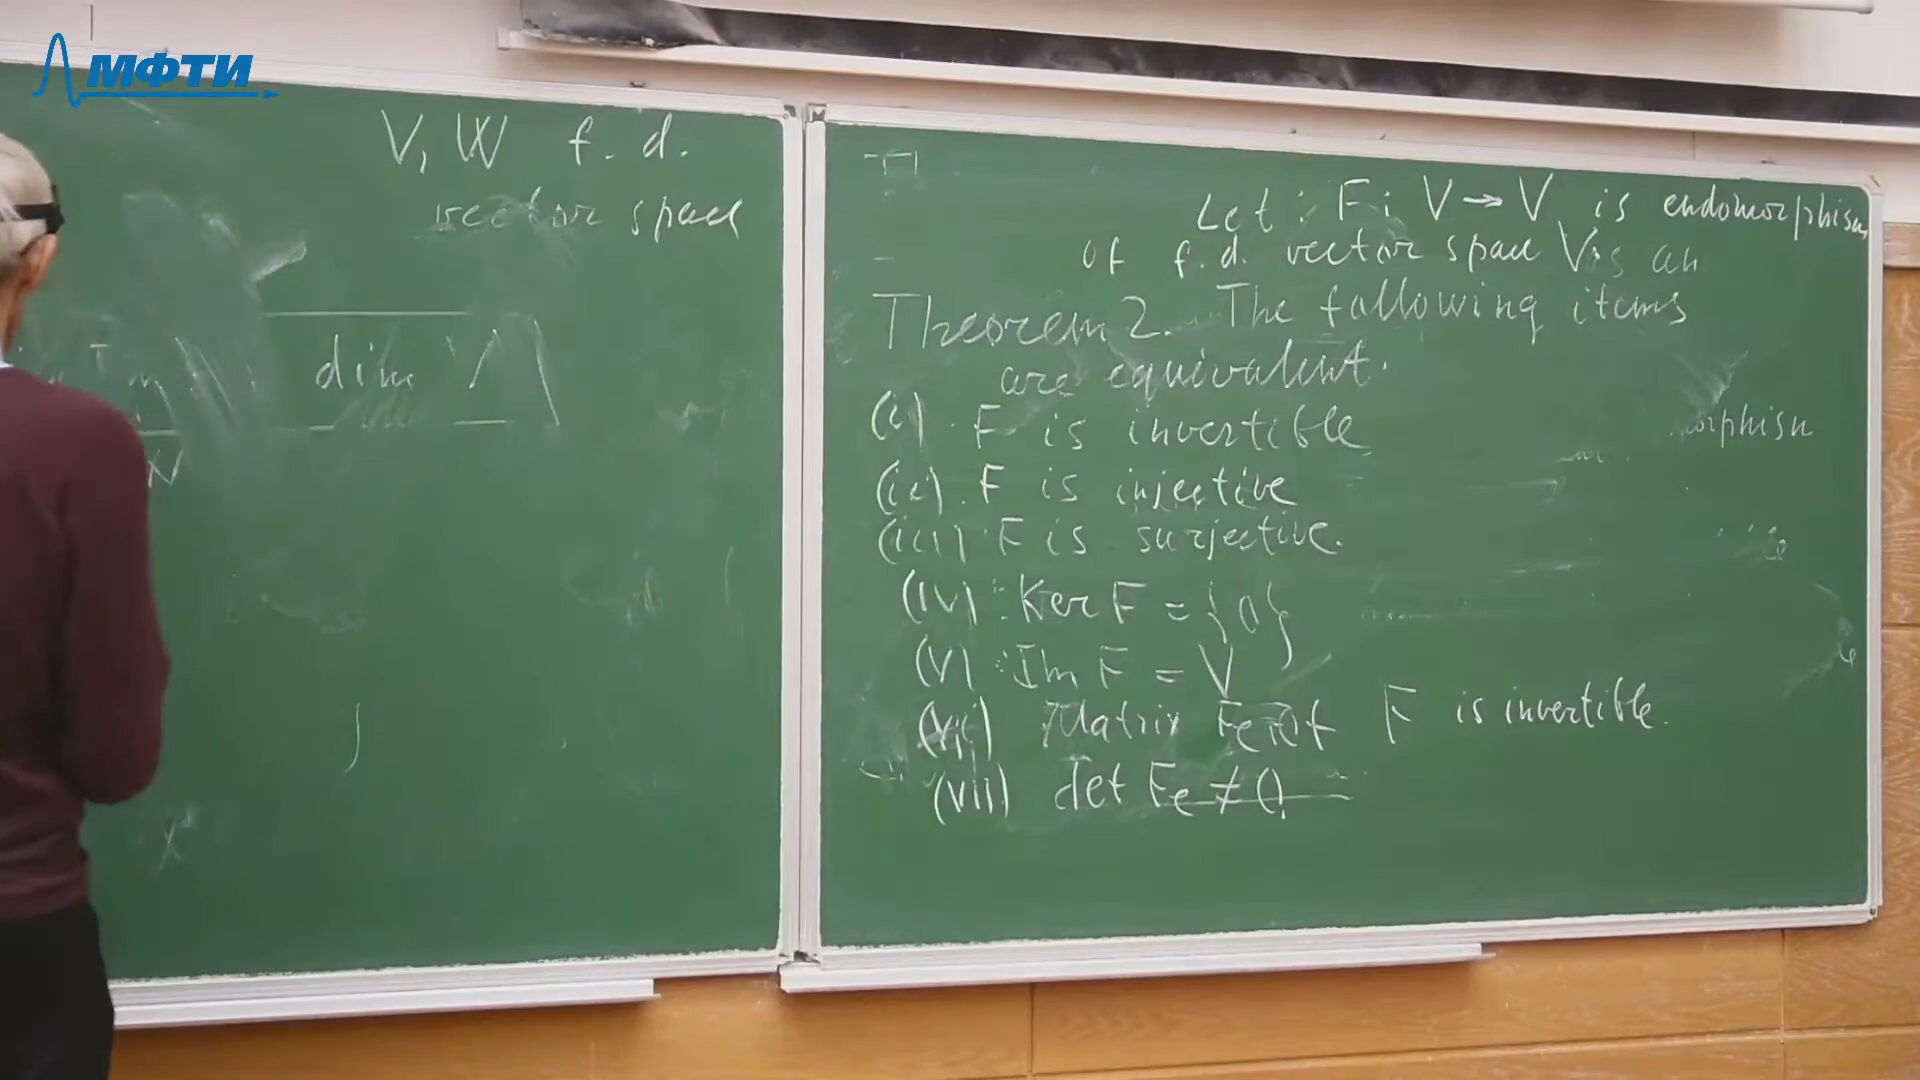 МФТИ
V, W f. d.
vector space
dim
Let : F : V → V is endomorphism
of f.d. vector space V is an
Theorem 2. The following items
are equivalent.
(i). F is invertible
(ii). F is injective
(iii) F is surjective.
(iv) Ker F = {0}
(v) Im F = V
(vi) Matrix Fe of F is invertible.
(vii) det Fe ≠ 0.
orphism